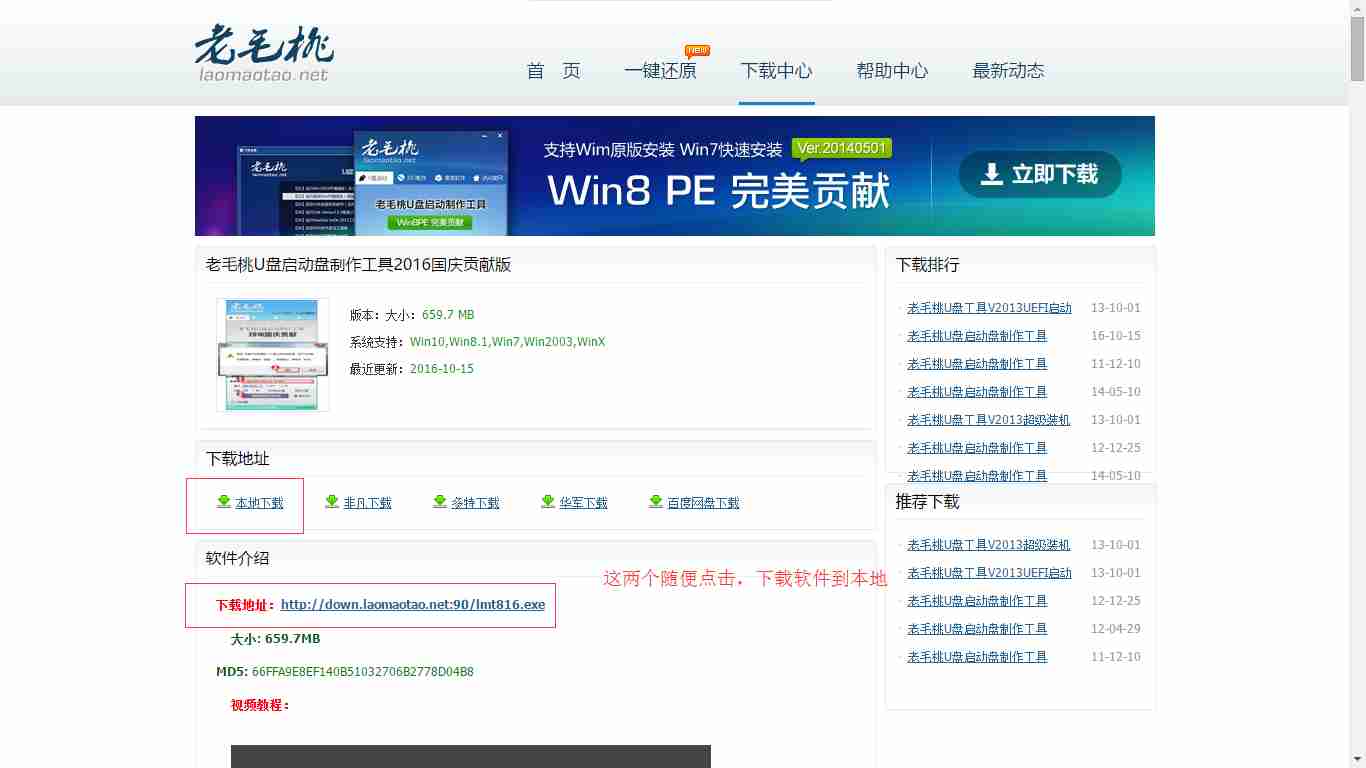 老毛桃
laomaotao.net
首 页
一键还原
NEW
下载中心
帮助中心
最新动态
老毛桃
老毛桃
laomaotao.net
老毛桃U盘启动盘制作工具
Win8PE 完美贡献
支持Wim原版安装 Win7快速安装 Ver.20140501
Win8 PE 完美贡献
立即下载
老毛桃U盘启动盘制作工具2016国庆贡献版
版本：大小：659.7 MB
系统支持：Win10,Win8.1,Win7,Win2003,WinX
最近更新：2016-10-15
下载地址
本地下载 非凡下载 多特下载 华军下载 百度网盘下载
软件介绍
这两个随便点击，下载软件到本地
下载地址：http://down.laomaotao.net:90/lmt816.exe
大小: 659.7MB
MD5: 66FFA9E8EF140B51032706B2778D04B8
视频教程：
下载排行
老毛桃U盘工具V2013UEFI启动 13-10-01
老毛桃U盘启动盘制作工具 16-10-15
老毛桃U盘启动盘制作工具 11-12-10
老毛桃U盘启动盘制作工具 14-05-10
老毛桃U盘工具V2013超级装机 13-10-01
老毛桃U盘启动盘制作工具 12-12-25
老毛桃U盘启动盘制作工具 14-05-10
推荐下载
老毛桃U盘工具V2013超级装机 13-10-01
老毛桃U盘工具V2013UEFI启动 13-10-01
老毛桃U盘启动盘制作工具 12-12-25
老毛桃U盘启动盘制作工具 12-04-29
老毛桃U盘启动盘制作工具 11-12-10